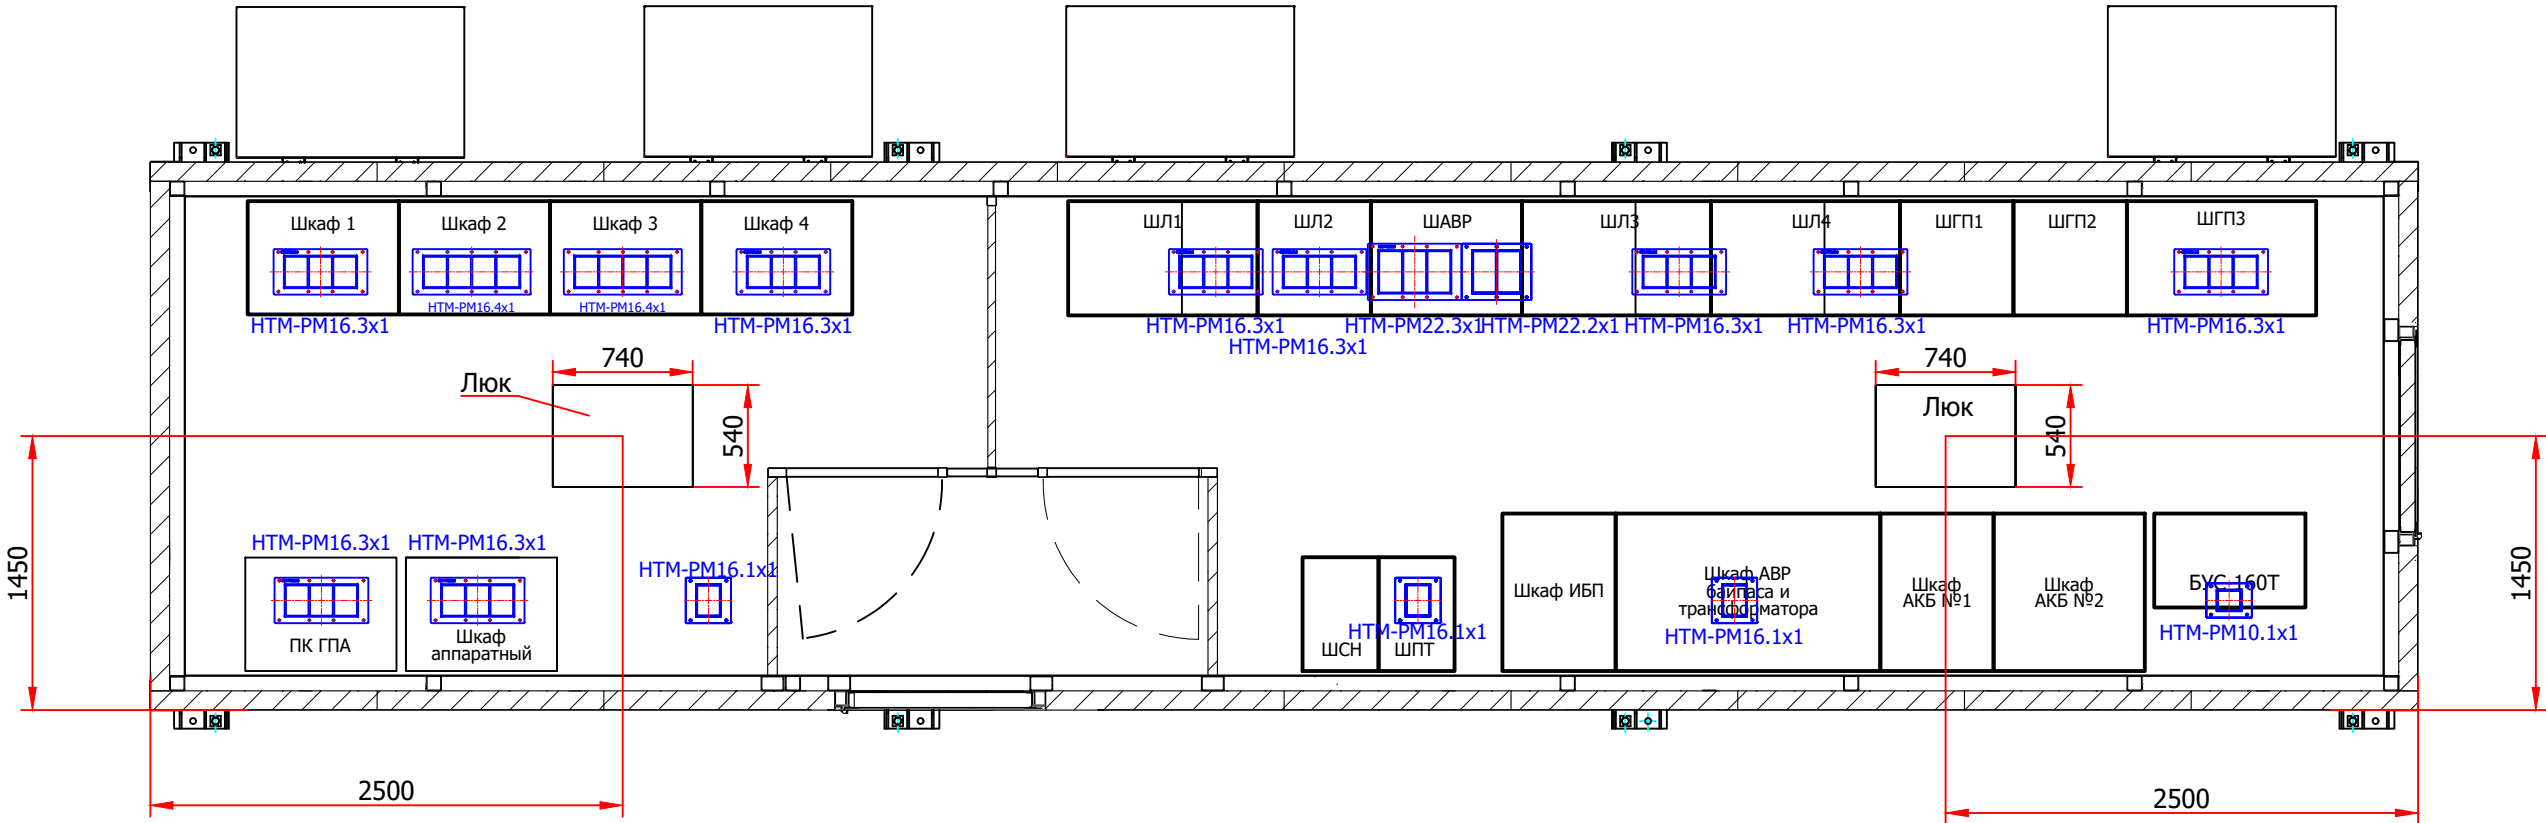 Шкаф 1
Шкаф 2
Шкаф 3
Шкаф 4
ШЛ1
ШЛ2
ШАВР
ШЛ3
ШЛ4
ШГП1
ШГП2
ШГП3
НТМ-РМ16.3х1
НТМ-РМ16.4х1
НТМ-РМ16.4х1
НТМ-РМ16.3х1
НТМ-РМ16.3х1
НТМ-РМ16.3х1
НТМ-РМ22.3х1
НТМ-РМ22.2х1
НТМ-РМ16.3х1
НТМ-РМ16.3х1
НТМ-РМ16.3х1
740
Люк
540
740
Люк
540
1450
НТМ-РМ16.3х1
НТМ-РМ16.3х1
НТМ-РМ16.1х1
ПК ГПА
Шкаф
аппаратный
НТМ-РМ16.1х1
ШСН
ШПТ
Шкаф ИБП
Шкаф АВР
байпаса и
трансформатора
НТМ-РМ16.1х1
Шкаф
АКБ №1
Шкаф
АКБ №2
БУС-160Т
НТМ-РМ10.1х1
1450
2500
2500